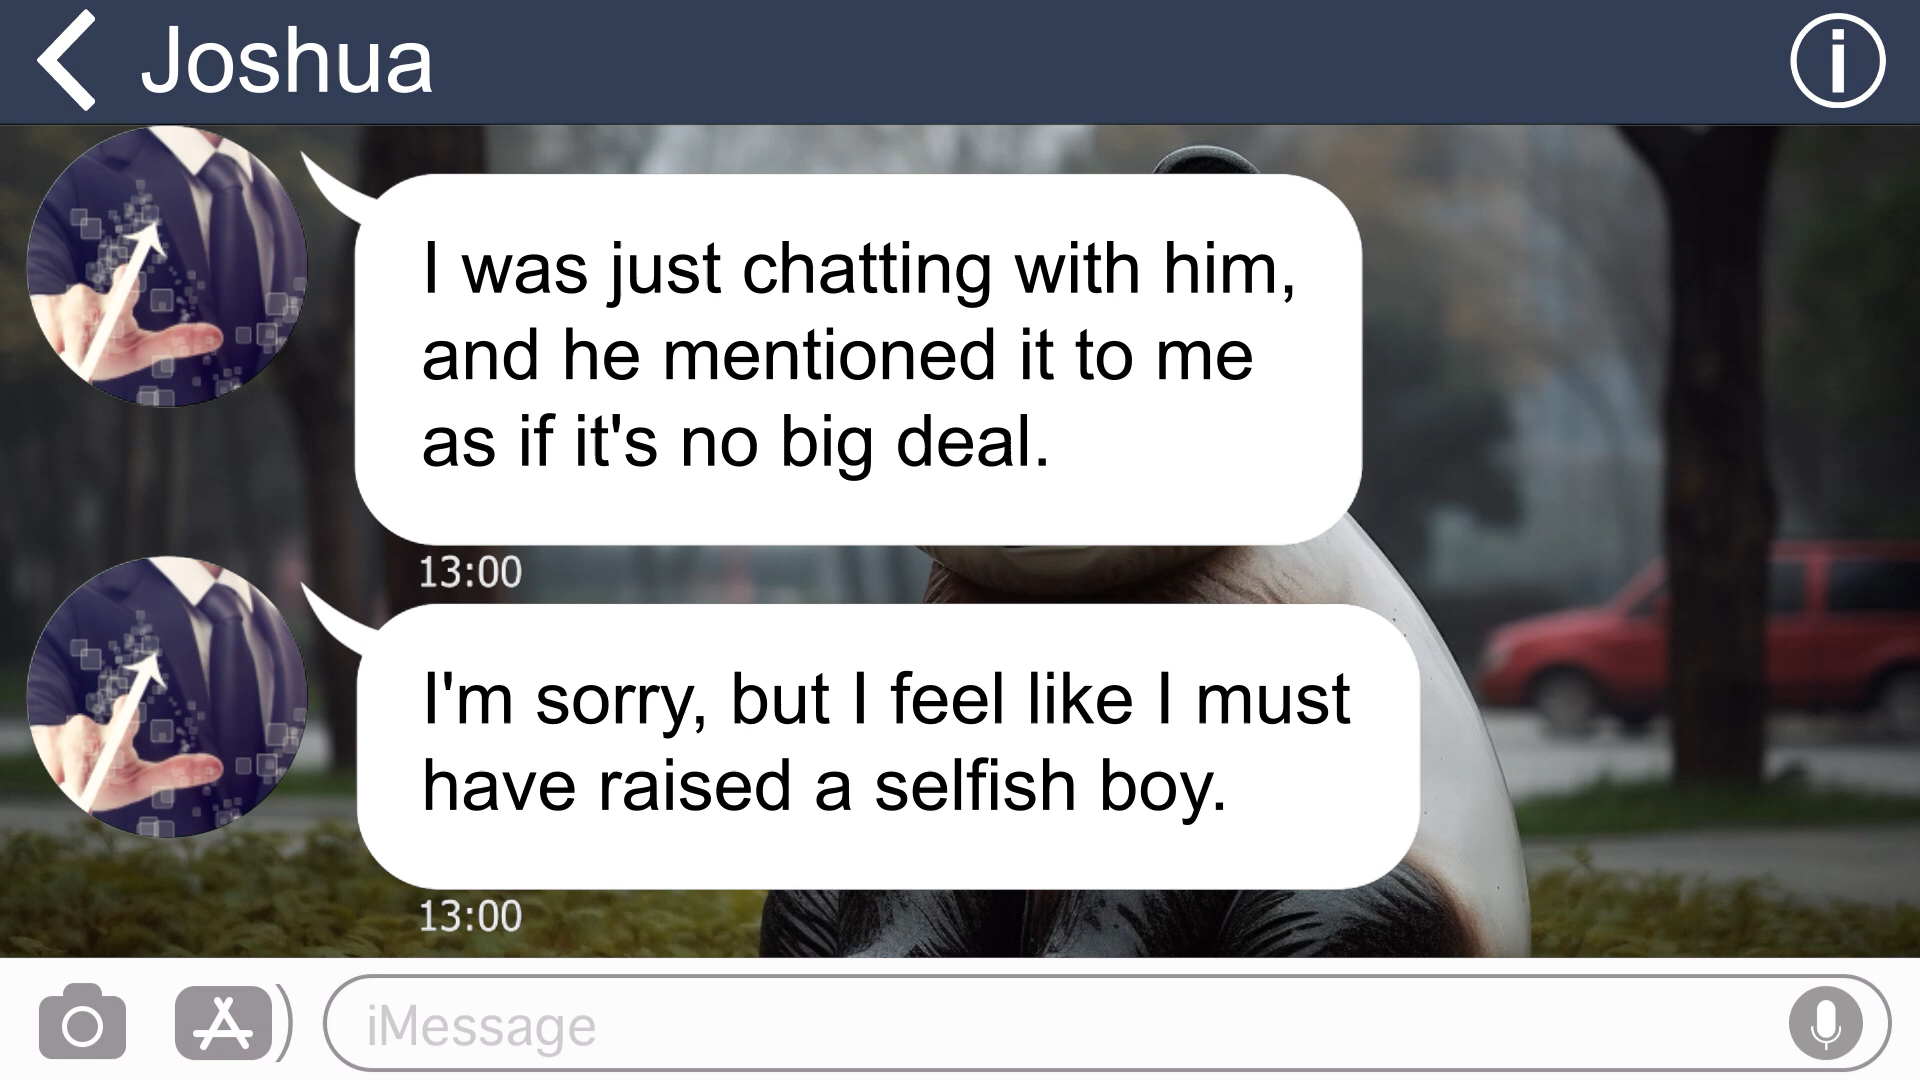 Joshua
I was just chatting with him,
and he mentioned it to me
as if it's no big deal.
13:00
I'm sorry, but I feel like I must
have raised a selfish boy.
13:00
iMessage